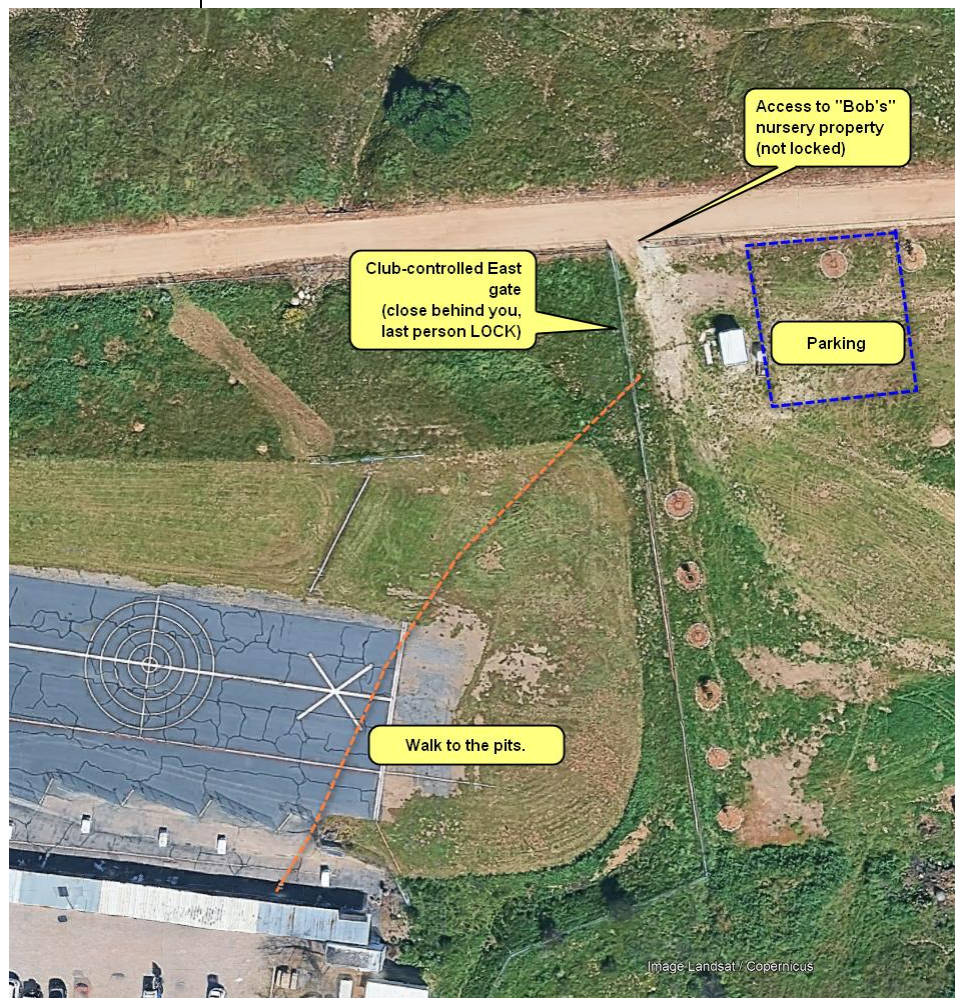 Access to "Bob's"
nursery property
(not locked)
Club-controlled East
gate
(close behind you,
last person LOCK)
Parking
Walk to the pits.
Image Landsat / Copernicus